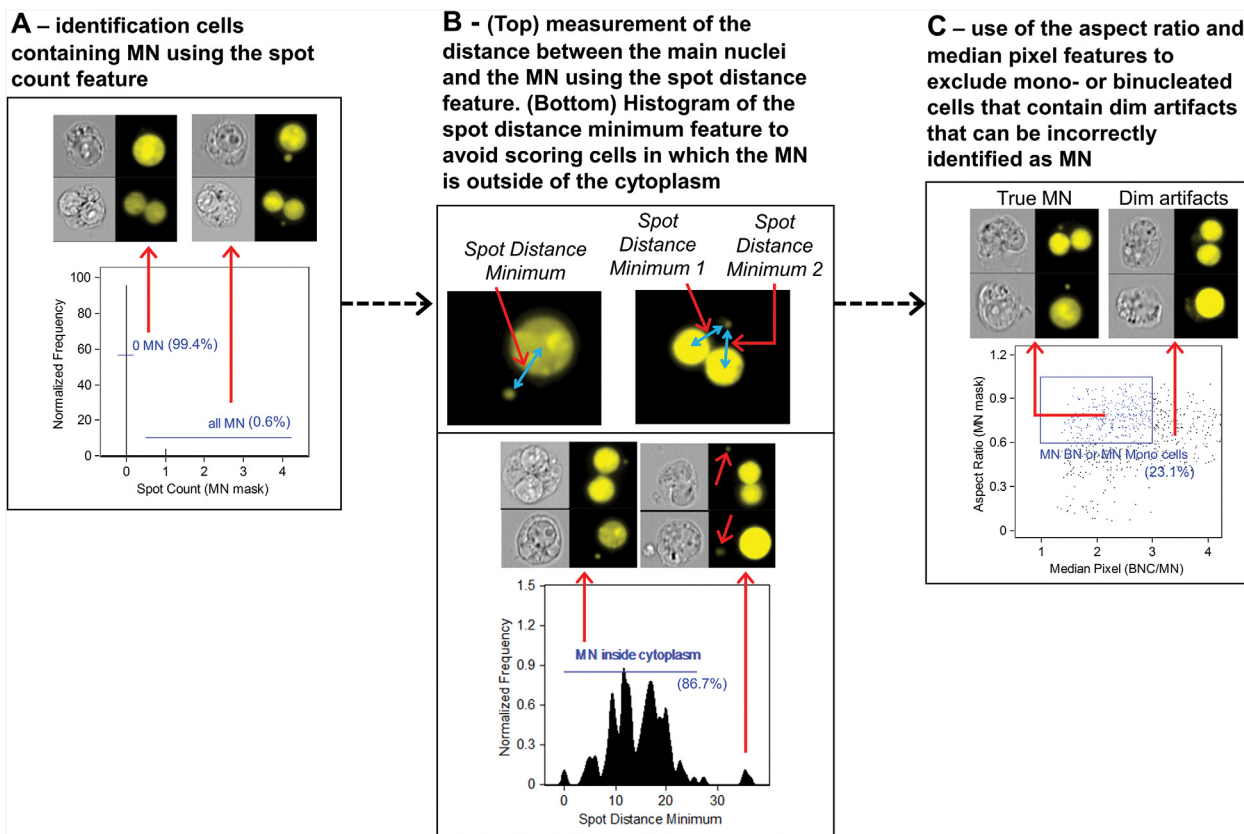 A – identification cells
containing MN using the spot
count feature
100
80
60
40
20
0
Normalized Frequency
0 MN (99.4%)
all MN (0.6%)
0 1 2 3 4
Spot Count (MN mask)
B - (Top) measurement of the
distance between the main nuclei
and the MN using the spot distance
feature. (Bottom) Histogram of the
spot distance minimum feature to
avoid scoring cells in which the MN
is outside of the cytoplasm
Spot Distance
Minimum
Spot
Distance
Minimum 1
Spot
Distance
Minimum 2
1.5
1.2
0.9
0.6
0.3
0
Normalized Frequency
MN inside cytoplasm
(86.7%)
0 10 20 30
Spot Distance Minimum
C – use of the aspect ratio and
median pixel features to
exclude mono- or binucleated
cells that contain dim artifacts
that can be incorrectly
identified as MN
True MN
Dim artifacts
1.2
0.9
0.6
0.3
0
Aspect Ratio (MN mask)
MN BN or MN Mono cells
(23.1%)
1 2 3 4
Median Pixel (BNC/MN)